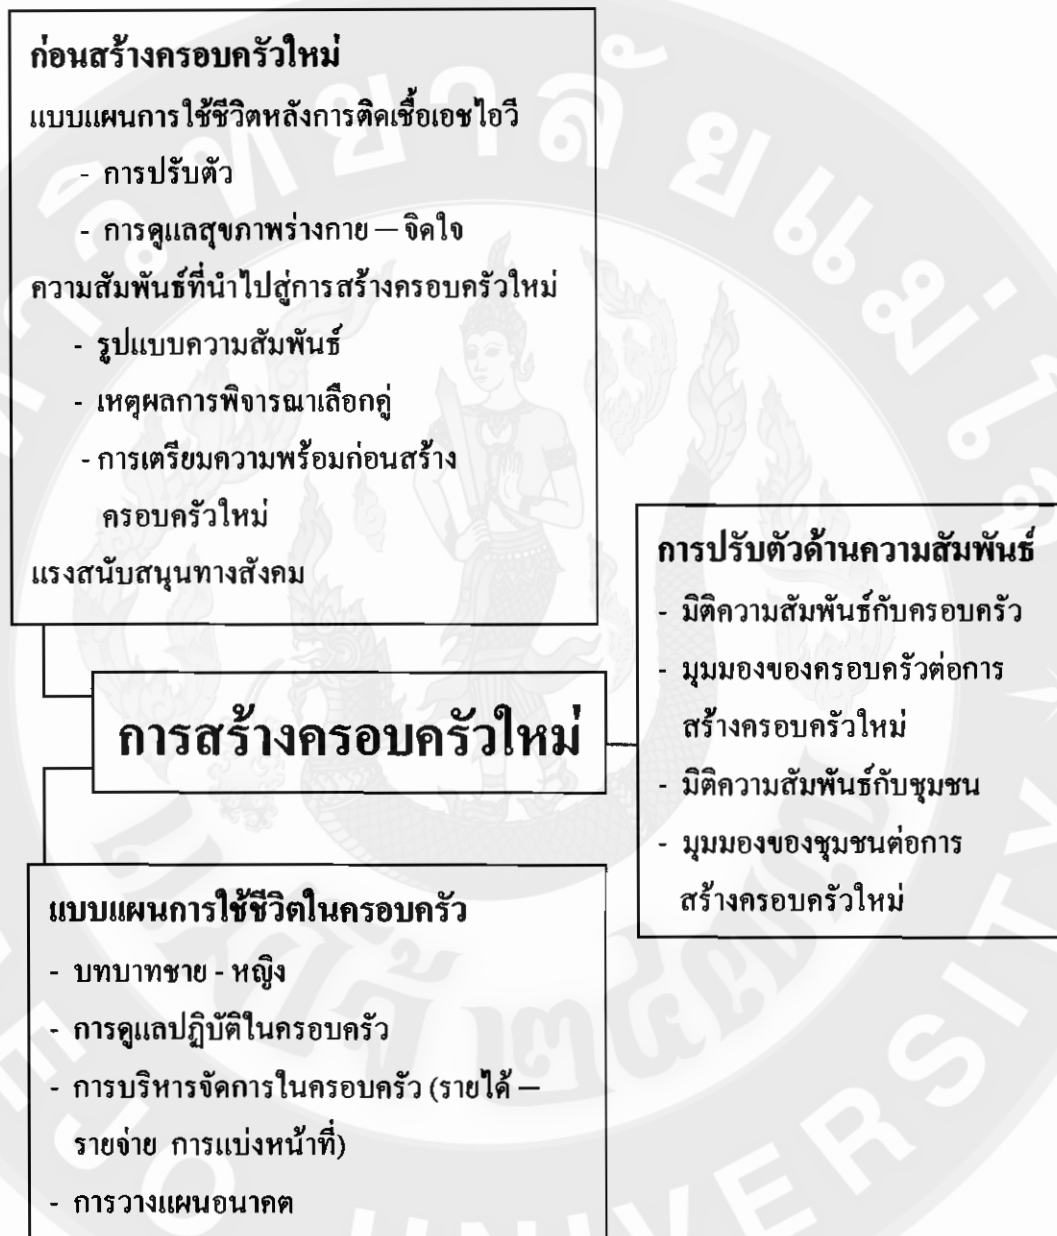 ก่อนสร้างครอบครัวใหม่
แบบแผนการใช้ชีวิตหลังการติดเชื้อเอชไอวี
- การปรับตัว
- การดูแลสุขภาพร่างกาย – จิตใจ
ความสัมพันธ์ที่นำไปสู่การสร้างครอบครัวใหม่
- รูปแบบความสัมพันธ์
- เหตุผลการพิจารณาเลือกคู่
- การเตรียมความพร้อมก่อนสร้าง
ครอบครัวใหม่
แรงสนับสนุนทางสังคม
การสร้างครอบครัวใหม่
การปรับตัวด้านความสัมพันธ์
- มิติความสัมพันธ์กับครอบครัว
- มุมมองของครอบครัวต่อการ
สร้างครอบครัวใหม่
- มิติความสัมพันธ์กับชุมชน
- มุมมองของชุมชนต่อการ
สร้างครอบครัวใหม่
แบบแผนการใช้ชีวิตในครอบครัว
- บทบาทชาย - หญิง
- การดูแลปฏิบัติในครอบครัว
- การบริหารจัดการในครอบครัว (รายได้ –
รายจ่าย การแบ่งหน้าที่)
- การวางแผนอนาคต